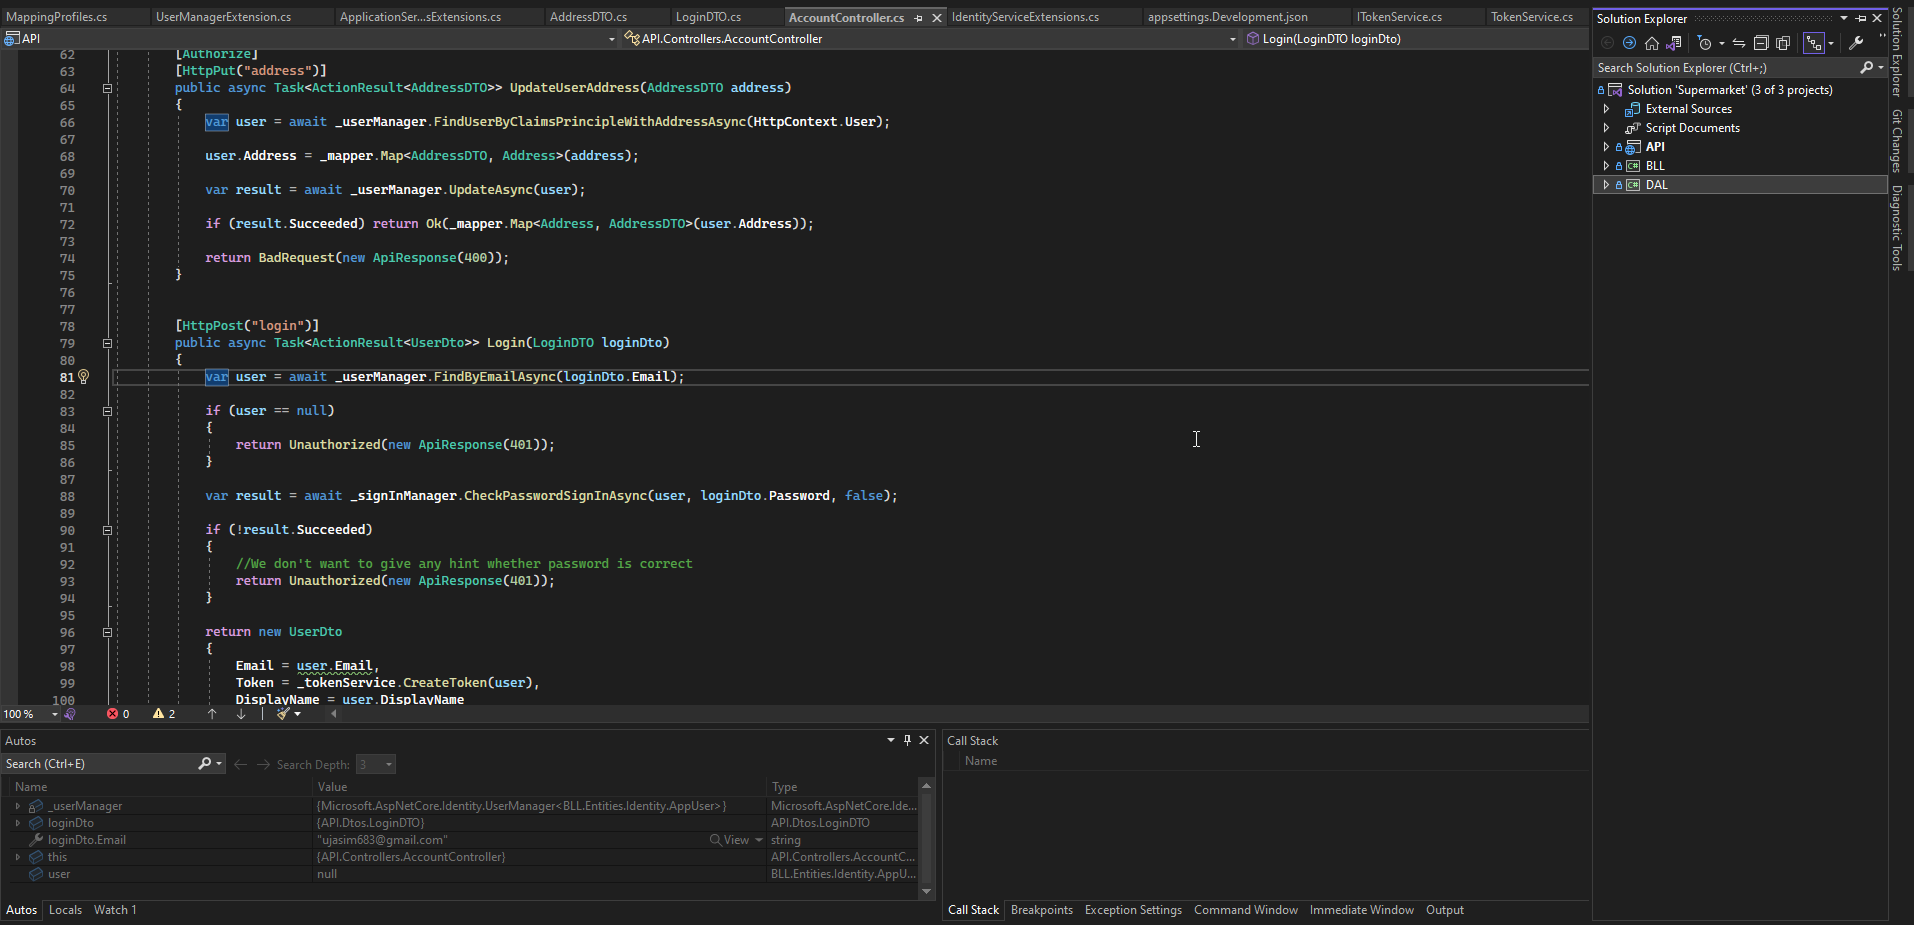 MappingProfiles.cs
UserManagerExtension.cs
ApplicationSer...sExtensions.cs
AddressDTO.cs
LoginDTO.cs
AccountController.cs
IdentityServiceExtensions.cs
appsettings.Development.json
ITokenService.cs
TokenService.cs
API
API.Controllers.AccountController
Login(LoginDTO loginDto)
62 [Authorize]
63 [HttpPut("address")]
64 public async Task<ActionResult<AddressDTO>> UpdateUserAddress(AddressDTO address)
65 {
66 var user = await _userManager.FindUserByClaimsPrincipleWithAddressAsync(HttpContext.User);
67
68 user.Address = _mapper.Map<AddressDTO, Address>(address);
69
70 var result = await _userManager.UpdateAsync(user);
71
72 if (result.Succeeded) return Ok(_mapper.Map<Address, AddressDTO>(user.Address));
73
74 return BadRequest(new ApiResponse(400));
75 }
76
77
78 [HttpPost("login")]
79 public async Task<ActionResult<UserDto>> Login(LoginDTO loginDto)
80 {
81 var user = await _userManager.FindByEmailAsync(loginDto.Email);
82
83 if (user == null)
84 {
85 return Unauthorized(new ApiResponse(401));
86 }
87
88 var result = await _signInManager.CheckPasswordSignInAsync(user, loginDto.Password, false);
89
90 if (!result.Succeeded)
91 {
92 //We don't want to give any hint whether password is correct
93 return Unauthorized(new ApiResponse(401));
94 }
95
96 return new UserDto
97 {
98 Email = user.Email,
99 Token = _tokenService.CreateToken(user),
100 DisplayName = user.DisplayName
100 %
0
2
Autos
Search (Ctrl+E)
Search Depth: 3
Name Value Type
_userManager {Microsoft.AspNetCore.Identity.UserManager<BLL.Entities.Identity.AppUser>} Microsoft.AspNetCore.Ide...
loginDto {API.Dtos.LoginDTO} API.Dtos.LoginDTO
loginDto.Email "ujasim683@gmail.com" View string
this {API.Controllers.AccountController} API.Controllers.AccountC...
user null BLL.Entities.Identity.AppU...
Autos Locals Watch 1
Call Stack
Name
Call Stack Breakpoints Exception Settings Command Window Immediate Window Output
Solution Explorer
Search Solution Explorer (Ctrl+;)
Solution 'Supermarket' (3 of 3 projects)
External Sources
Script Documents
API
C# BLL
C# DAL
Solution Explorer
Git Changes
Diagnostic Tools